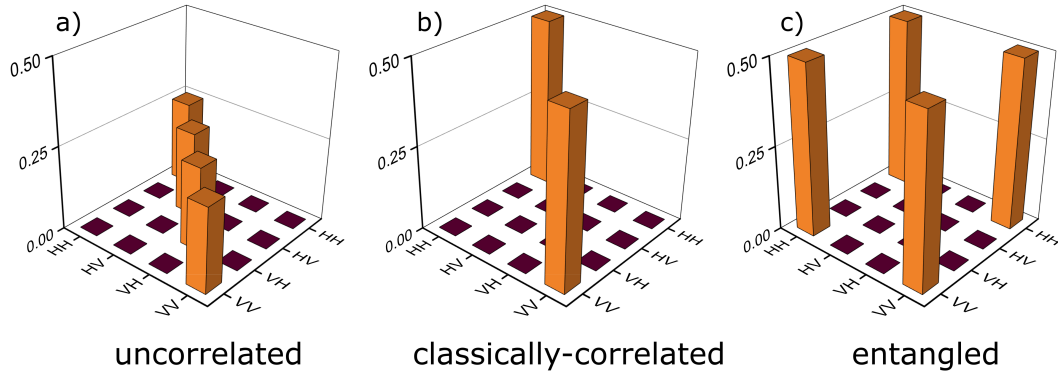 a)
0.50
0.25
0.00
HH
HV
VH
VV
VV
VH
HV
HH
uncorrelated
b)
0.50
0.25
0.00
HH
HV
VH
VV
VV
VH
HV
HH
classically-correlated
c)
0.50
0.25
0.00
HH
HV
VH
VV
VV
VH
HV
HH
entangled